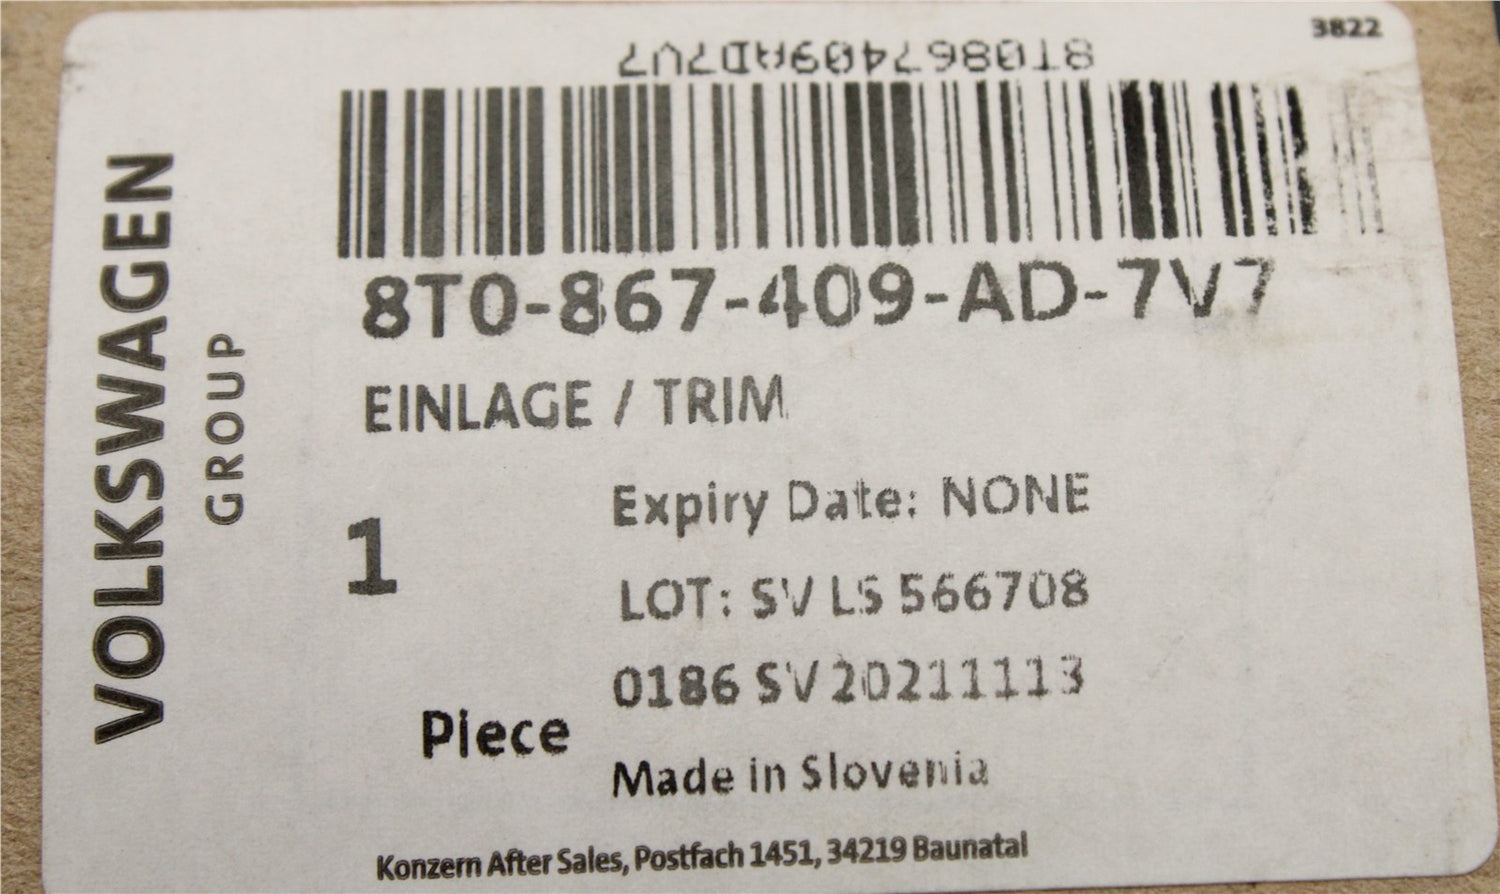 3822
8T0867409AD7V7
8T0-867-409-AD-7V7
EINLAGE / TRIM
Expiry Date: NONE
1
LOT: SV LS 566708
0186 SV 20211113
Piece
Made in Slovenia
Konzern After Sales, Postfach 1451, 34219 Baunatal
VOLKSWAGEN
GROUP